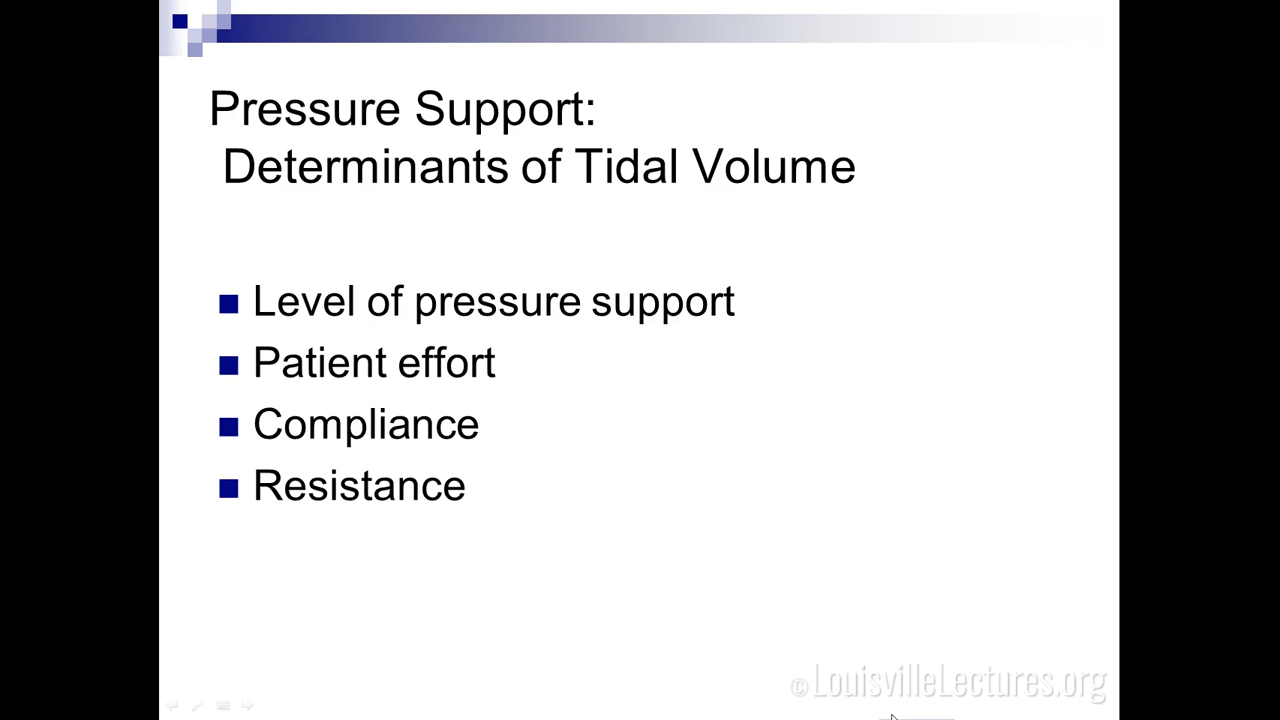 Pressure Support:
Determinants of Tidal Volume
Level of pressure support
Patient effort
Compliance
Resistance
©LouisvilleLectures.org